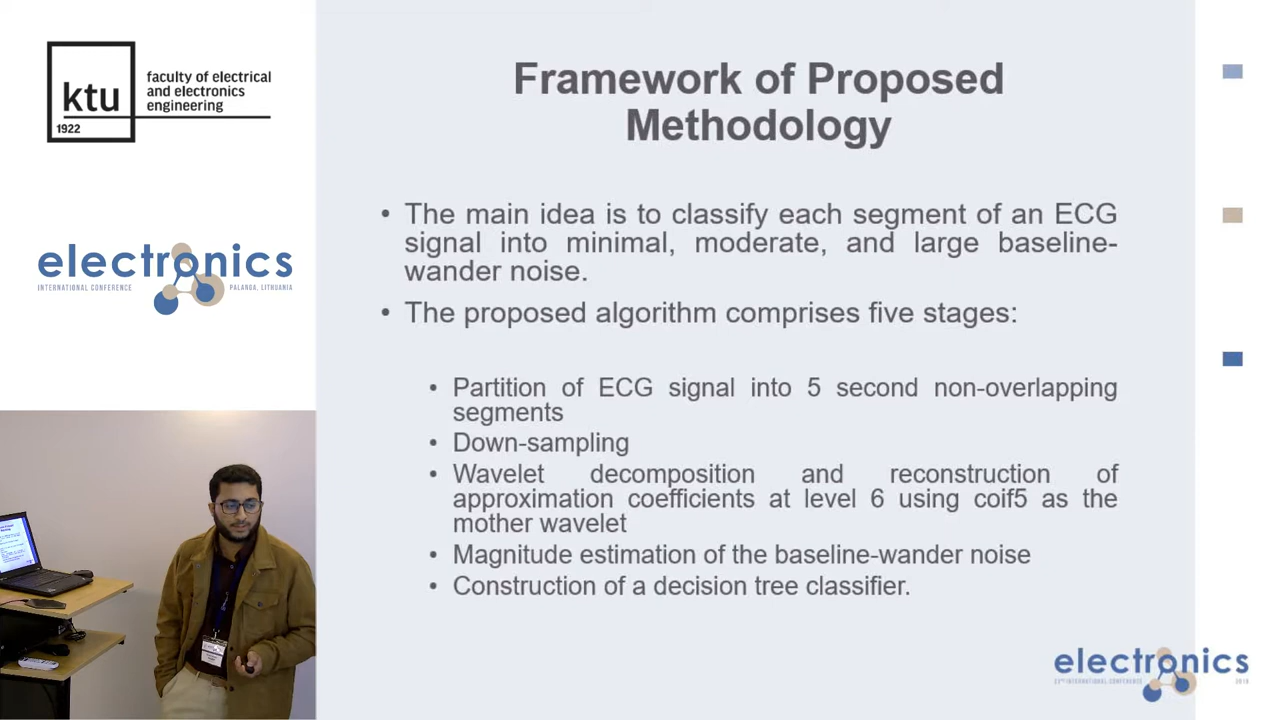 ktu
1922
faculty of electrical
and electronics
engineering
electronics
INTERNATIONAL CONFERENCE
PALANGA, LITHUANIA
Framework of Proposed
Methodology
• The main idea is to classify each segment of an ECG
signal into minimal, moderate, and large baseline-
wander noise.
• The proposed algorithm comprises five stages:
• Partition of ECG signal into 5 second non-overlapping
segments
• Down-sampling
• Wavelet decomposition and reconstruction of
approximation coefficients at level 6 using coif5 as the
mother wavelet
• Magnitude estimation of the baseline-wander noise
• Construction of a decision tree classifier.
electronics
INTERNATIONAL CONFERENCE